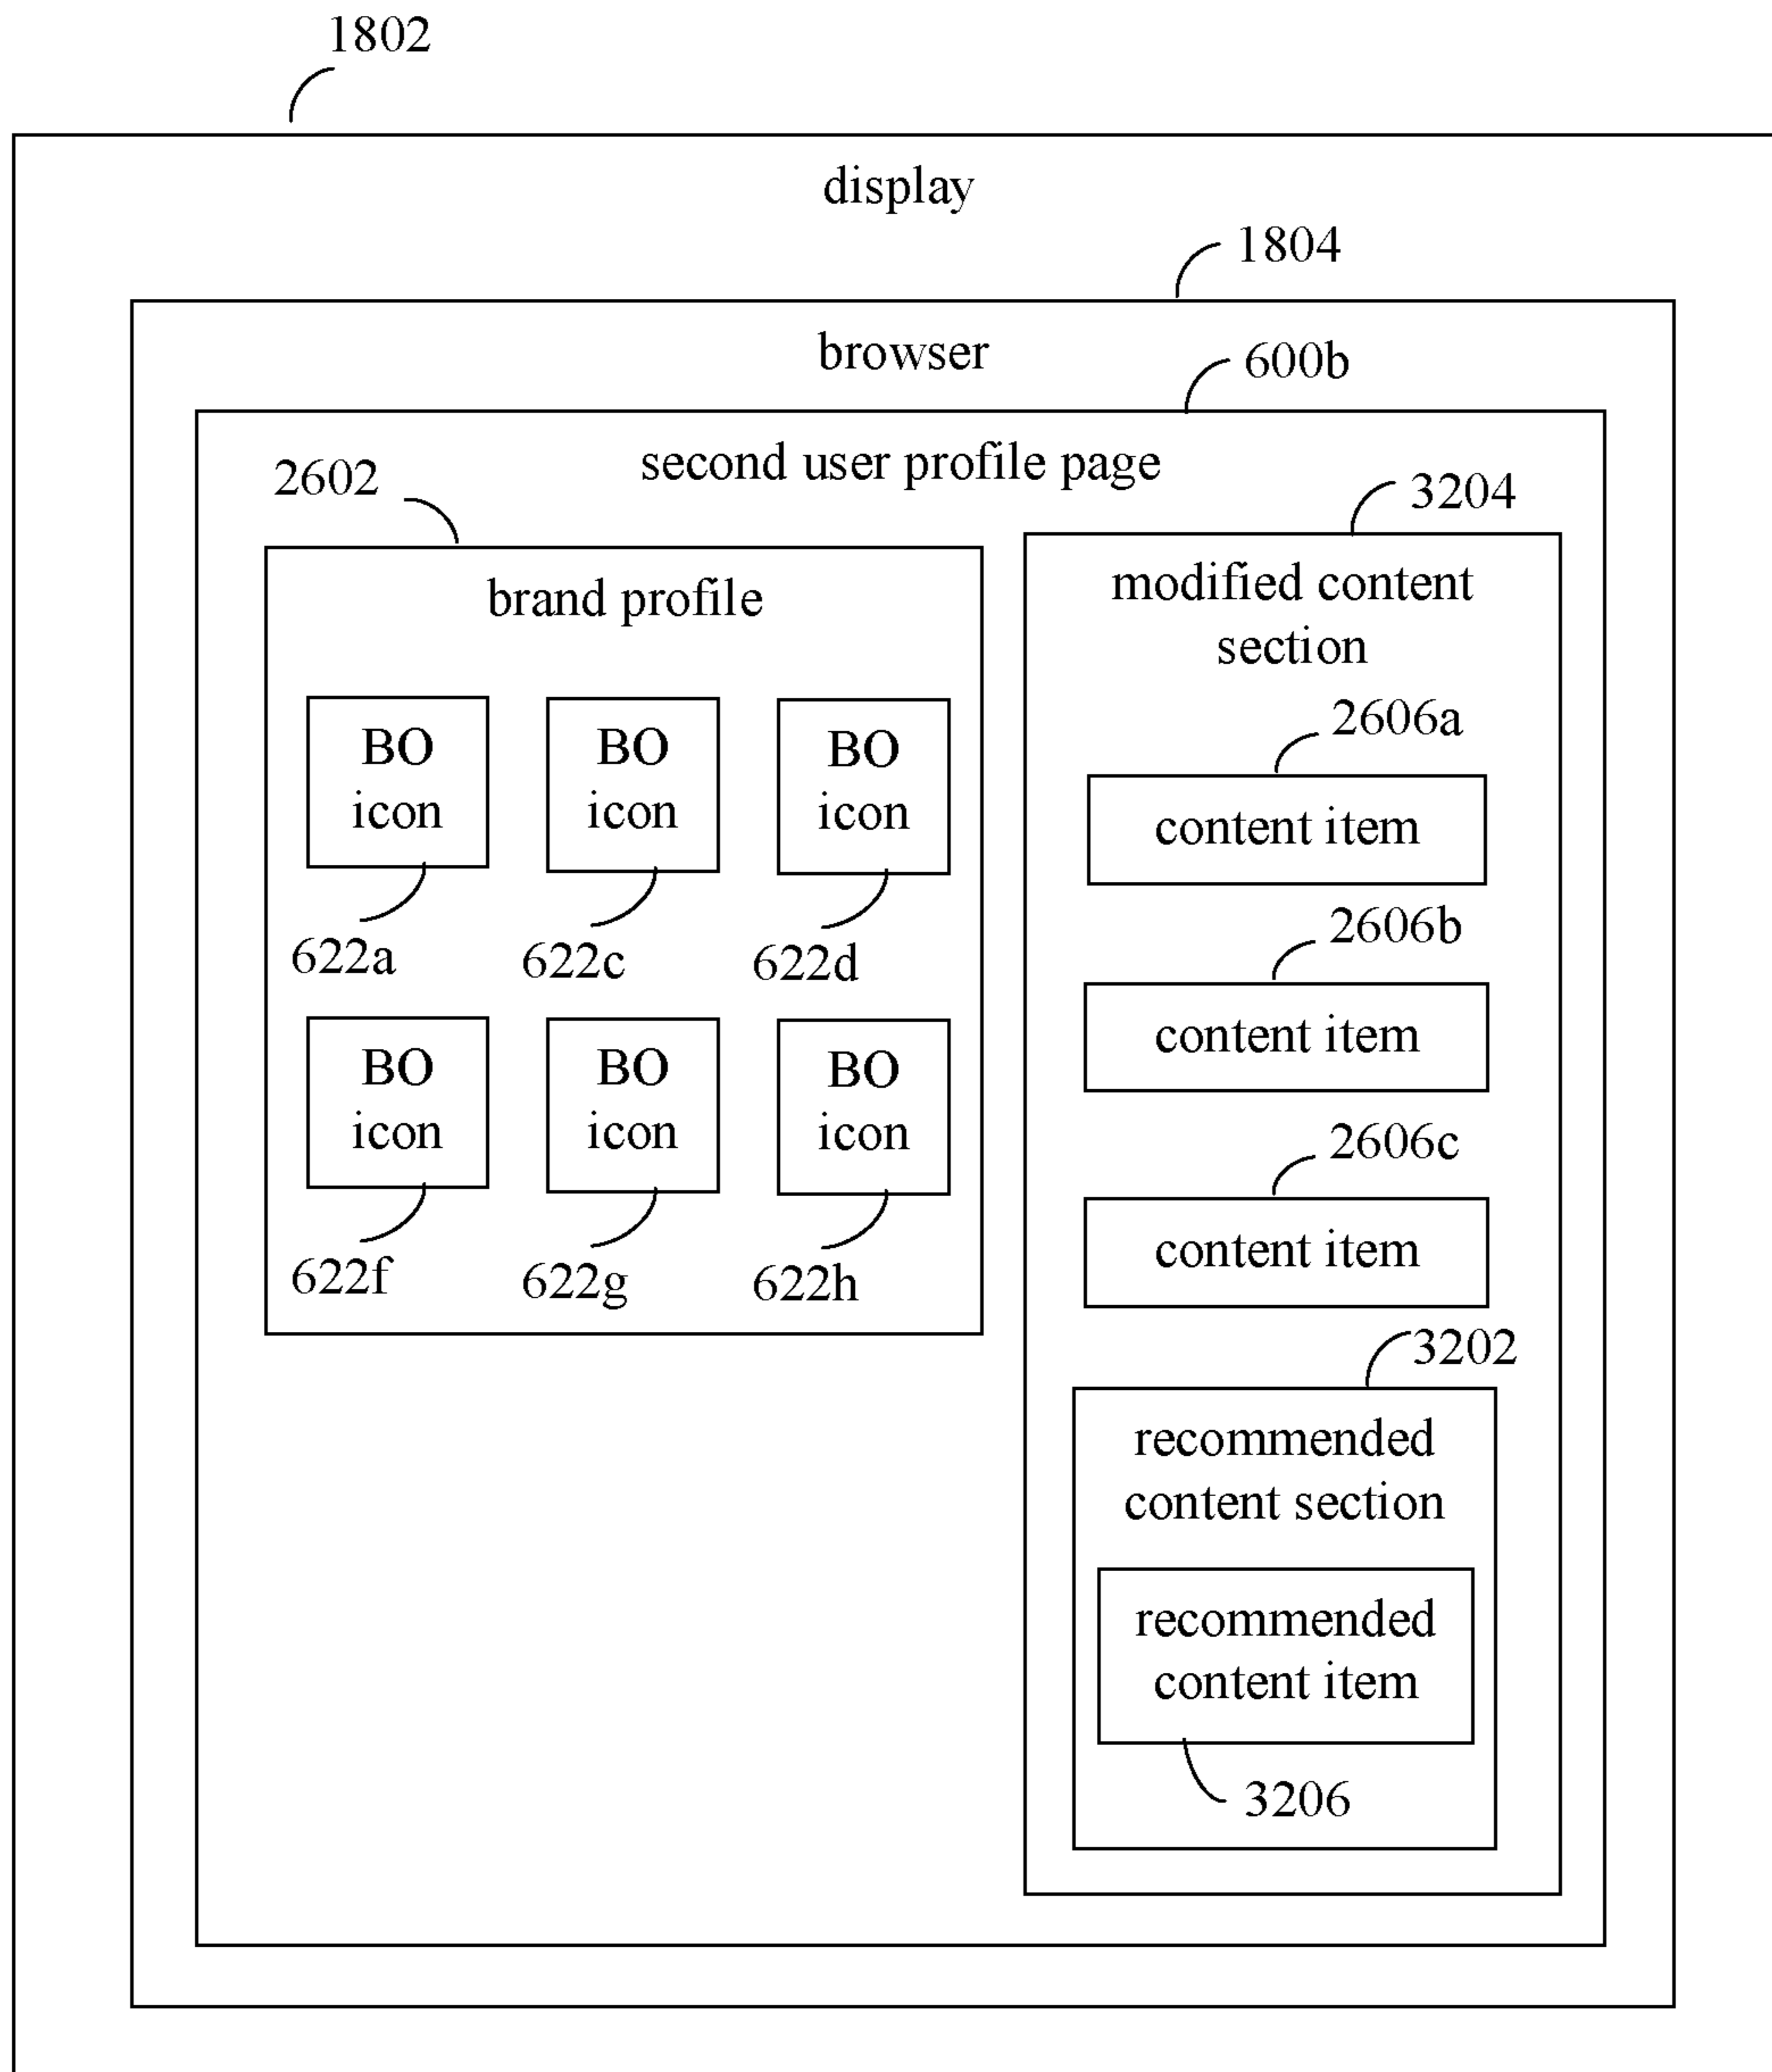 1802
display
1804
browser
600b
second user profile page
2602
brand profile
BO
icon
BO
icon
BO
icon
622a
622c
622d
BO
icon
BO
icon
BO
icon
622f
622g
622h
3204
modified content
section
2606a
content item
2606b
content item
2606c
content item
3202
recommended
content section
recommended
content item
3206